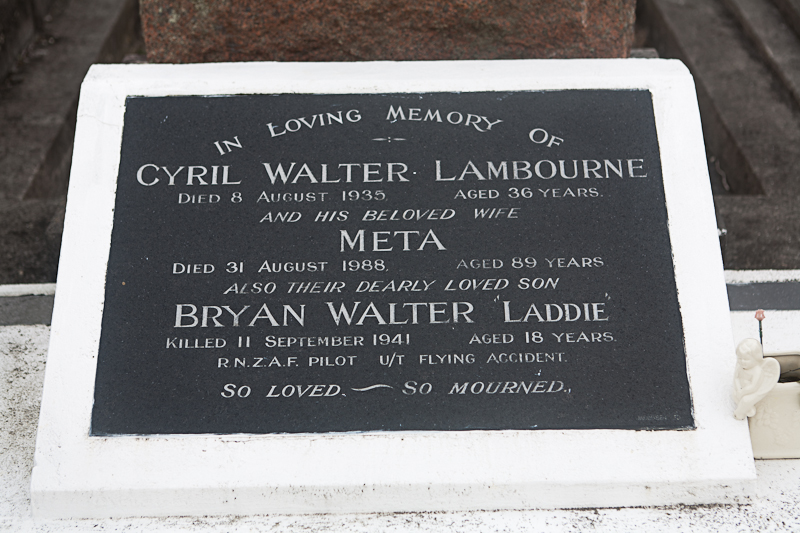 IN LOVING MEMORY OF
CYRIL WALTER LAMBOURNE
DIED 8 AUGUST 1935, AGED 36 YEARS.
AND HIS BELOVED WIFE
META
DIED 31 AUGUST 1988, AGED 89 YEARS
ALSO THEIR DEARLY LOVED SON
BRYAN WALTER 'LADDIE'
KILLED 11 SEPTEMBER 1941 AGED 18 YEARS.
R.N.Z.A.F. PILOT U/T FLYING ACCIDENT.
SO LOVED. ~ SO MOURNED.